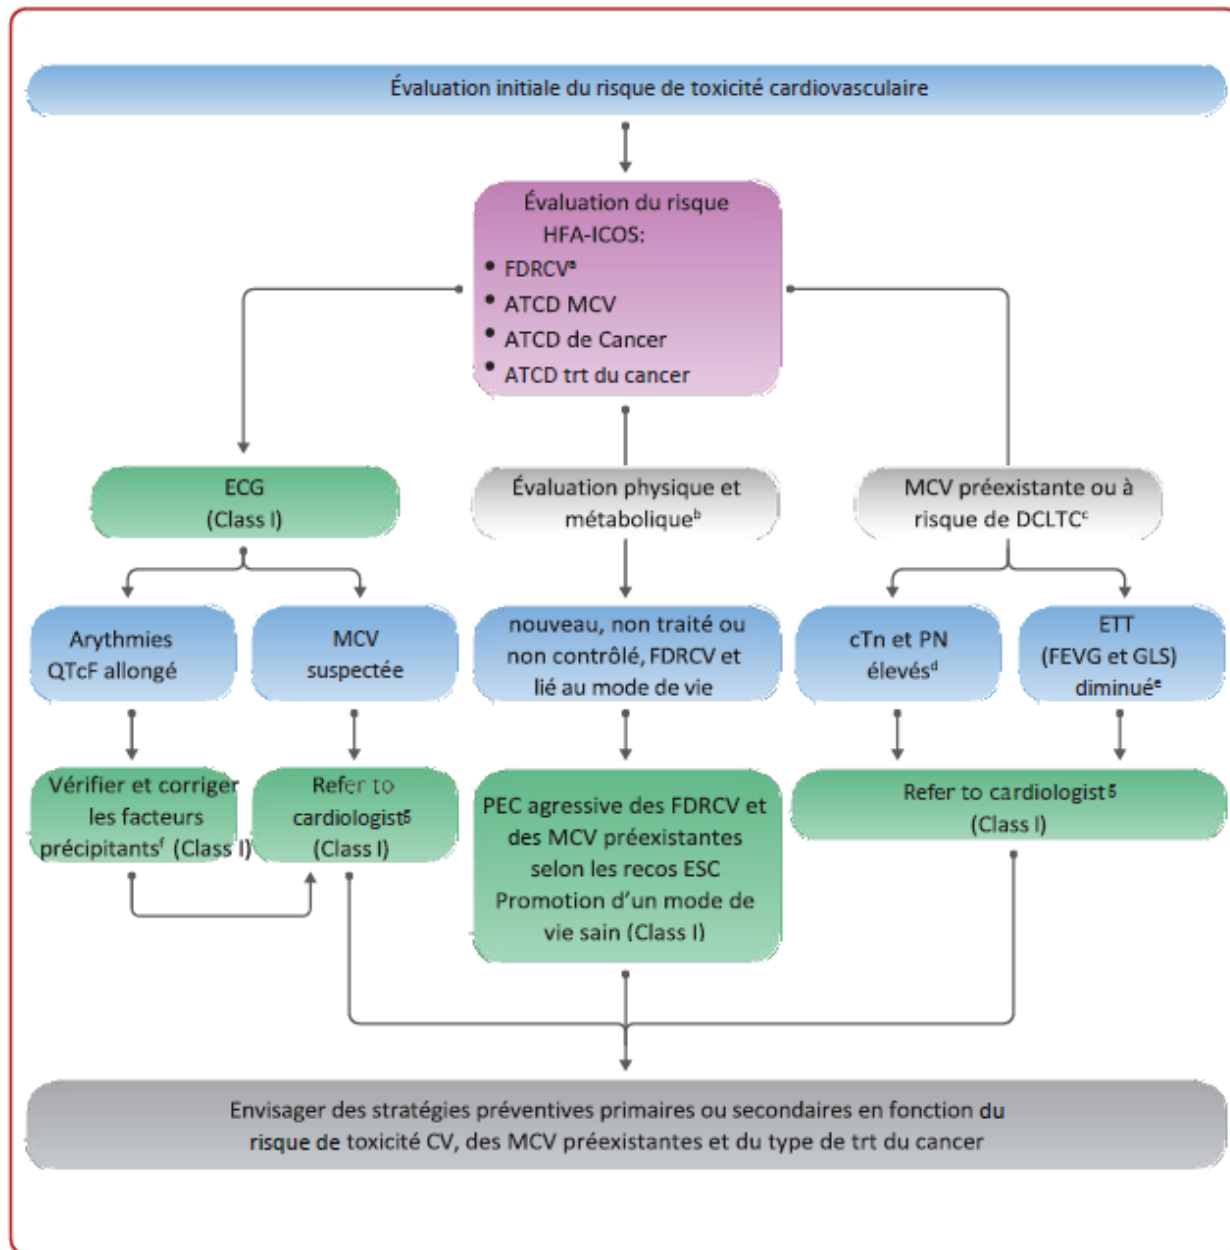 Évaluation initiale du risque de toxicité cardiovasculaire
Évaluation du risque
HFA-ICOS:
• FDRCVᵃ
• ATCD MCV
• ATCD de Cancer
• ATCD trt du cancer
ECG
(Class I)
Évaluation physique et
métaboliqueᵇ
MCV préexistante ou à
risque de DCLTCᶜ
Arythmies
QTcF allongé
MCV
suspectée
nouveau, non traité ou
non contrôlé, FDRCV et
lié au mode de vie
cTn et PN
élevésᵈ
ETT
(FEVG et GLS)
diminuéᵉ
Vérifier et corriger
les facteurs
précipitantsᶠ (Class I)
Refer to
cardiologistᵍ
(Class I)
PEC agressive des FDRCV et
des MCV préexistantes
selon les recos ESC
Promotion d'un mode de
vie sain (Class I)
Refer to cardiologistᵍ
(Class I)
Envisager des stratégies préventives primaires ou secondaires en fonction du
risque de toxicité CV, des MCV préexistantes et du type de trt du cancer